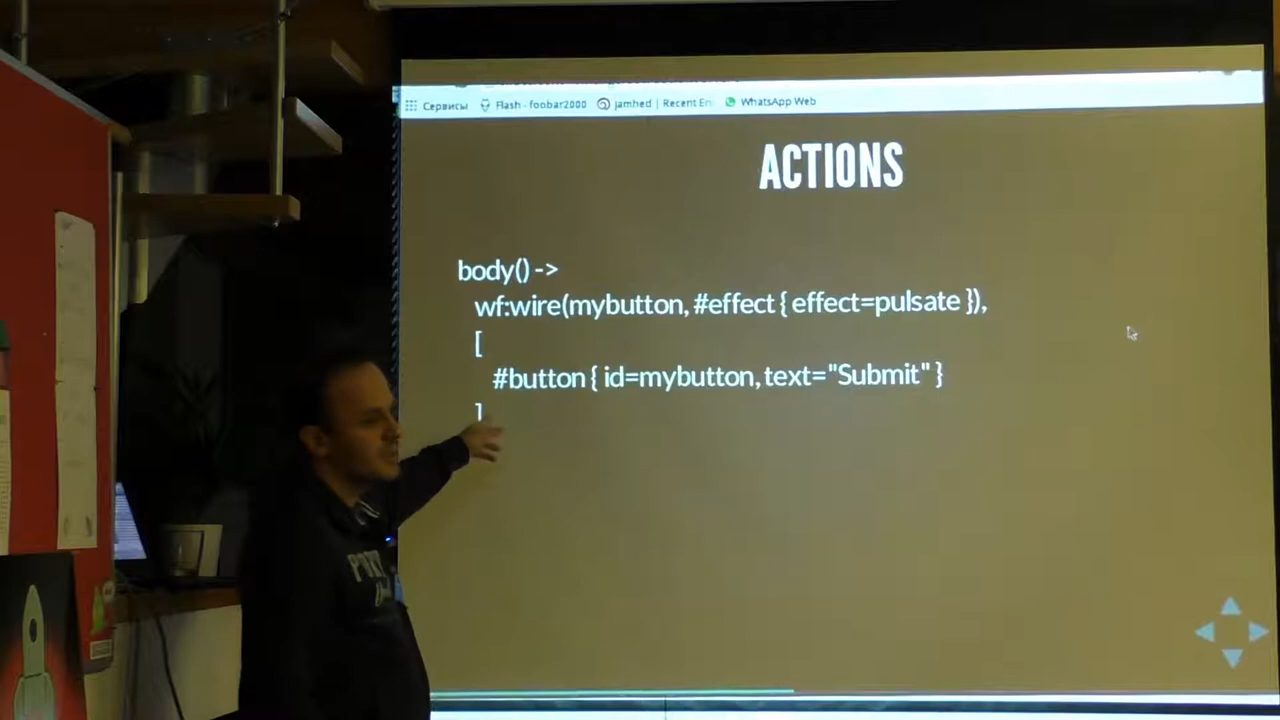 Сервисы Flash - foobar2000 jamhed | Recent En WhatsApp Web
ACTIONS
body() ->
wf:wire(mybutton, #effect { effect=pulsate }),
[
#button { id=mybutton, text="Submit" }
]
PORT